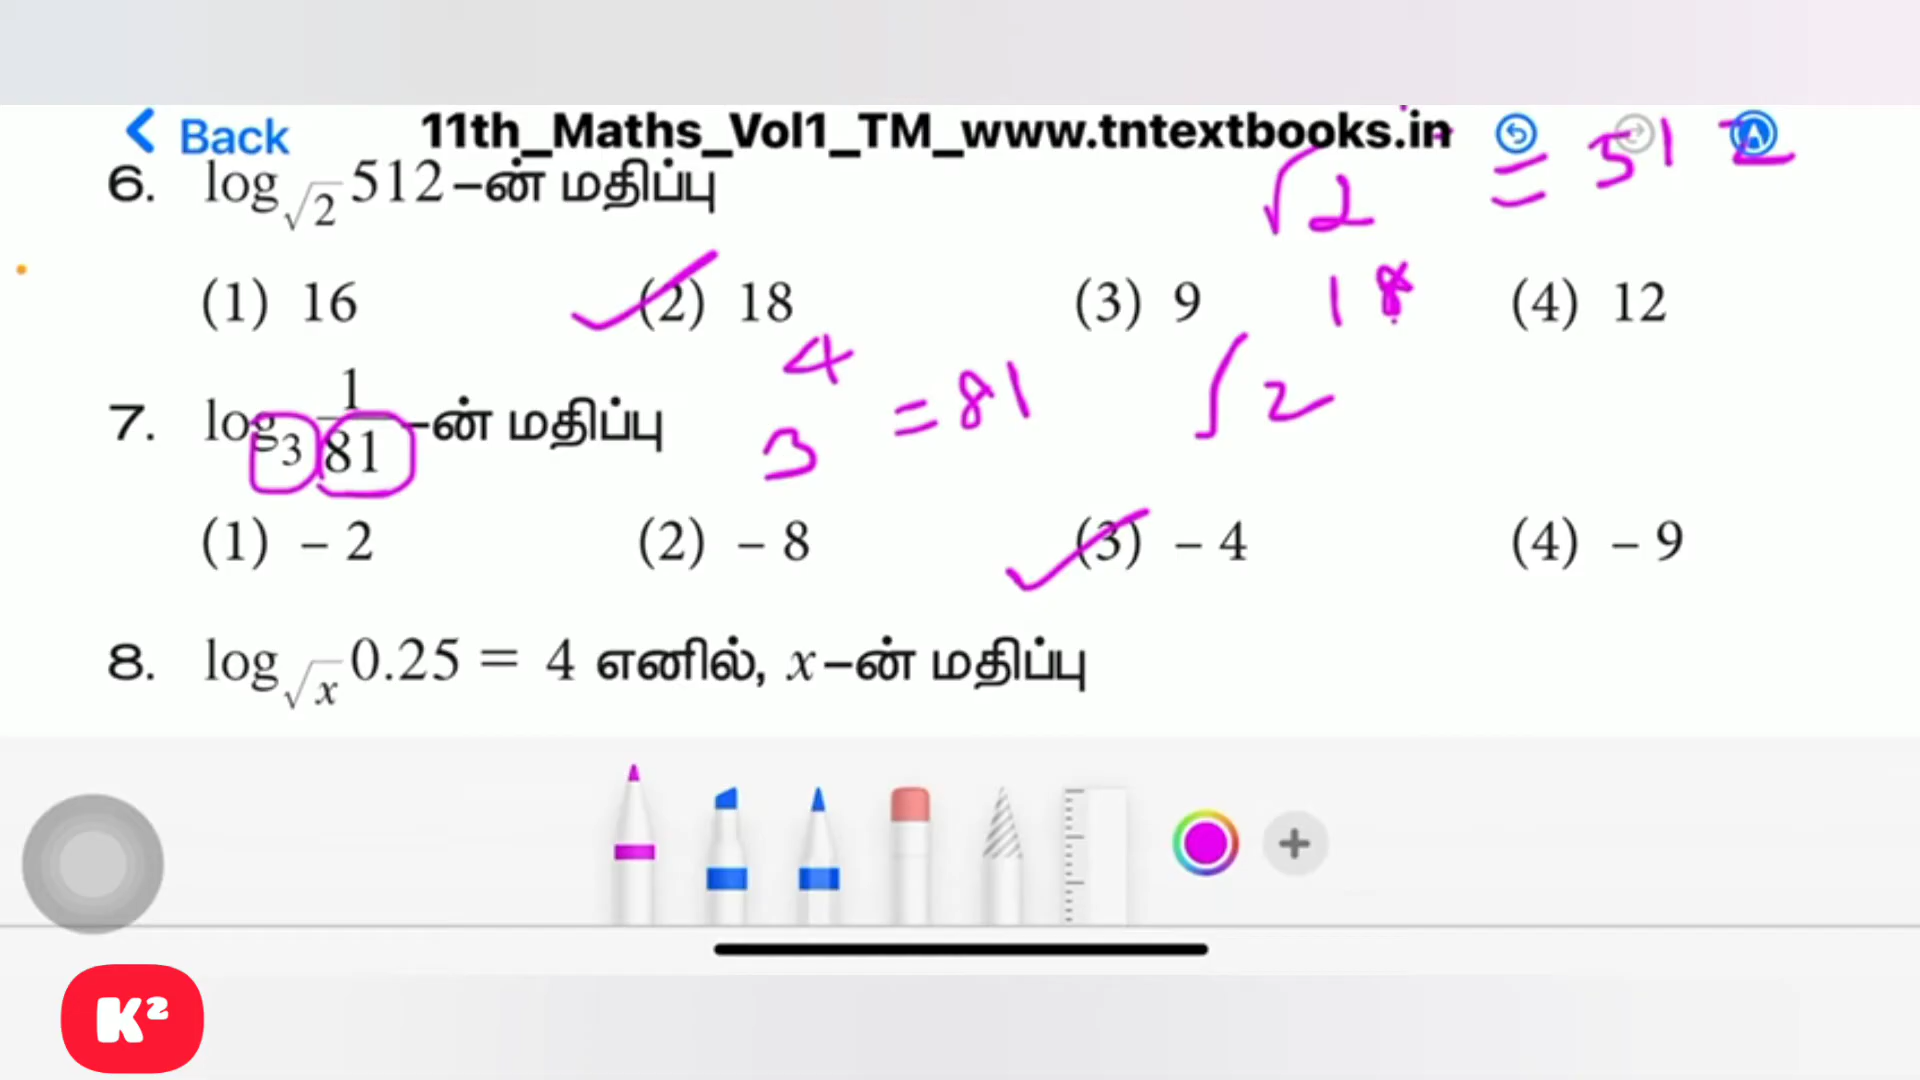 Back 11th_Maths_Vol1_TM_www.tntextbooks.in
6. log√2 512–ன் மதிப்பு
√2 = 512
(1) 16 (2) 18 (3) 9 (4) 12
18
√2
3^4 = 81
7. log3 1/81 –ன் மதிப்பு
(1) – 2 (2) – 8 (3) – 4 (4) – 9
8. log√x 0.25 = 4 எனில், x–ன் மதிப்பு
K²